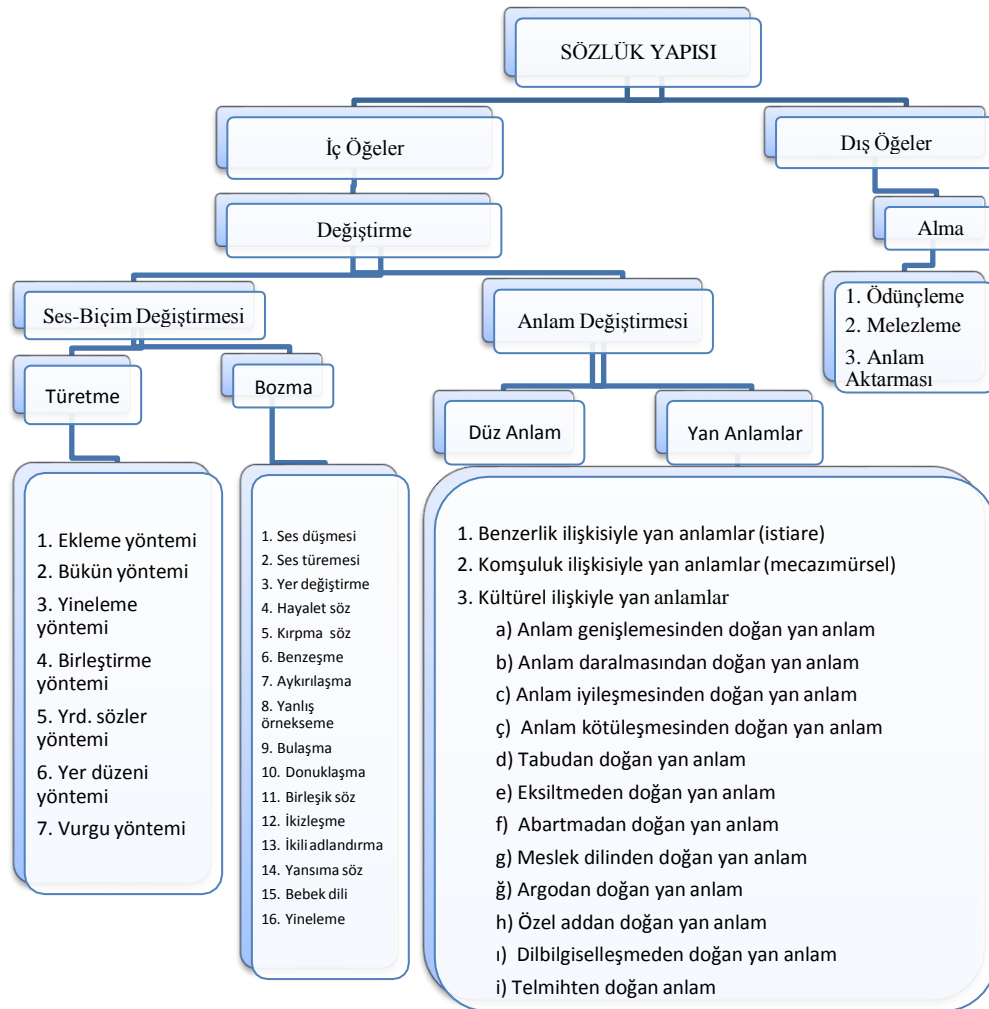 SÖZLÜK YAPISI
İç Öğeler
Dış Öğeler
Değiştirme
Alma
Ses-Biçim Değiştirmesi
Anlam Değiştirmesi
1. Ödünçleme
2. Melezleme
3. Anlam
Aktarması
Türetme
Bozma
Düz Anlam
Yan Anlamlar
1. Ekleme yöntemi
2. Bükün yöntemi
3. Yineleme
yöntemi
4. Birleştirme
yöntemi
5. Yrd. sözler
yöntemi
6. Yer düzeni
yöntemi
7. Vurgu yöntemi
1. Ses düşmesi
2. Ses türemesi
3. Yer değiştirme
4. Hayalet söz
5. Kırpma söz
6. Benzeşme
7. Aykırılaşma
8. Yanlış
örnekseme
9. Bulaşma
10. Donuklaşma
11. Birleşik söz
12. İkizleşme
13. İkili adlandırma
14. Yansıma söz
15. Bebek dili
16. Yineleme
1. Benzerlik ilişkisiyle yan anlamlar (istiare)
2. Komşuluk ilişkisiyle yan anlamlar (mecazımürsel)
3. Kültürel ilişkiyle yan anlamlar
a) Anlam genişlemesinden doğan yan anlam
b) Anlam daralmasından doğan yan anlam
c) Anlam iyileşmesinden doğan yan anlam
ç) Anlam kötüleşmesinden doğan yan anlam
d) Tabudan doğan yan anlam
e) Eksiltmeden doğan yan anlam
f) Abartmadan doğan yan anlam
g) Meslek dilinden doğan yan anlam
ğ) Argodan doğan yan anlam
h) Özel addan doğan yan anlam
ı) Dilbilgiselleşmeden doğan yan anlam
i) Telmihten doğan anlam